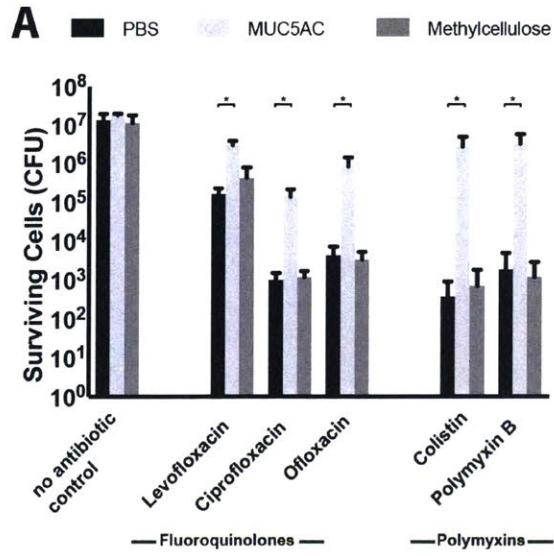 A
PBS MUC5AC Methylcellulose
Surviving Cells (CFU)
10⁸
10⁷
10⁶
10⁵
10⁴
10³
10²
10¹
10⁰
* * * * *
no antibiotic
control
Levofloxacin
Ciprofloxacin
Ofloxacin
Colistin
Polymyxin B
Fluoroquinolones
Polymyxins